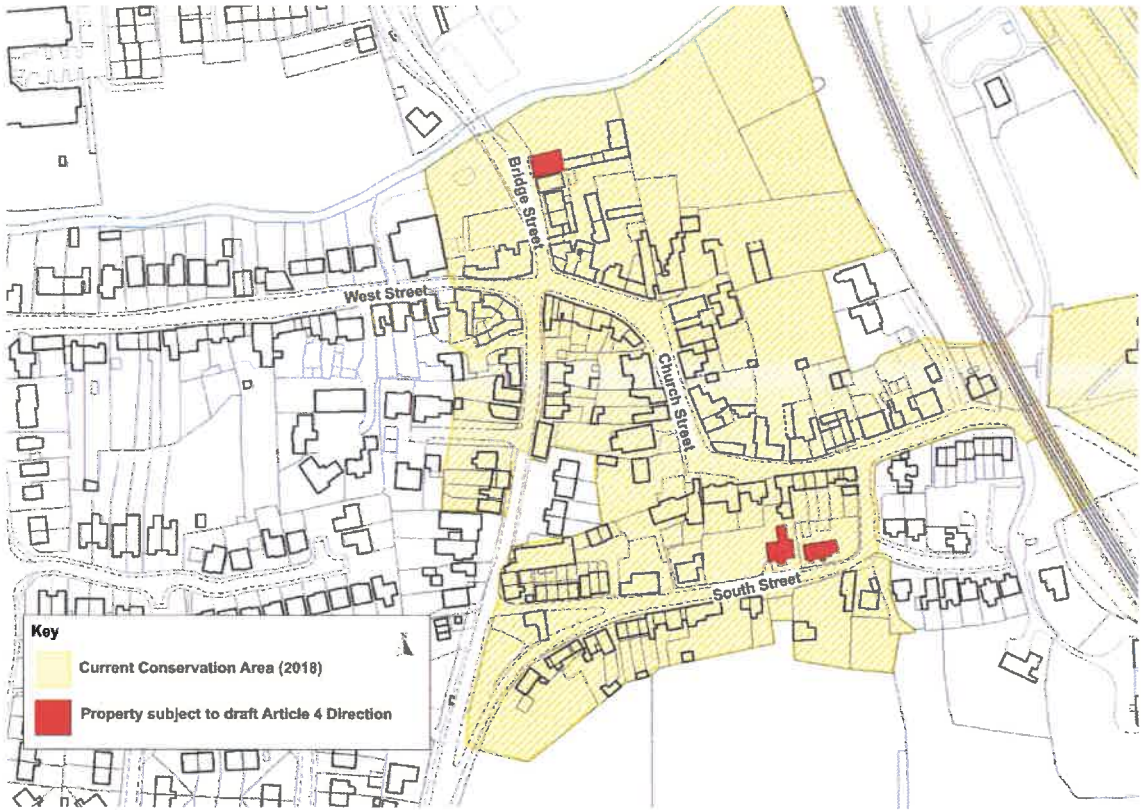 Bridge Street
West Street
Church Street
South Street
Key
N
Current Conservation Area (2018)
Property subject to draft Article 4 Direction